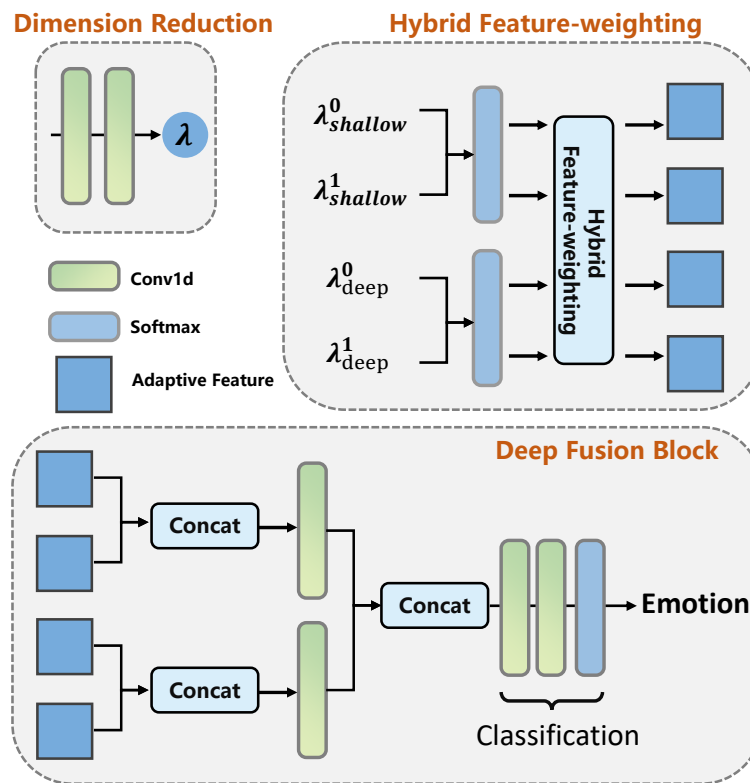 Dimension Reduction
λ
Conv1d
Softmax
Adaptive Feature
Hybrid Feature-weighting
λ⁰shallow
λ¹shallow
λ⁰deep
λ¹deep
Hybrid
Feature-weighting
Deep Fusion Block
Concat
Concat
Concat
Emotion
Classification